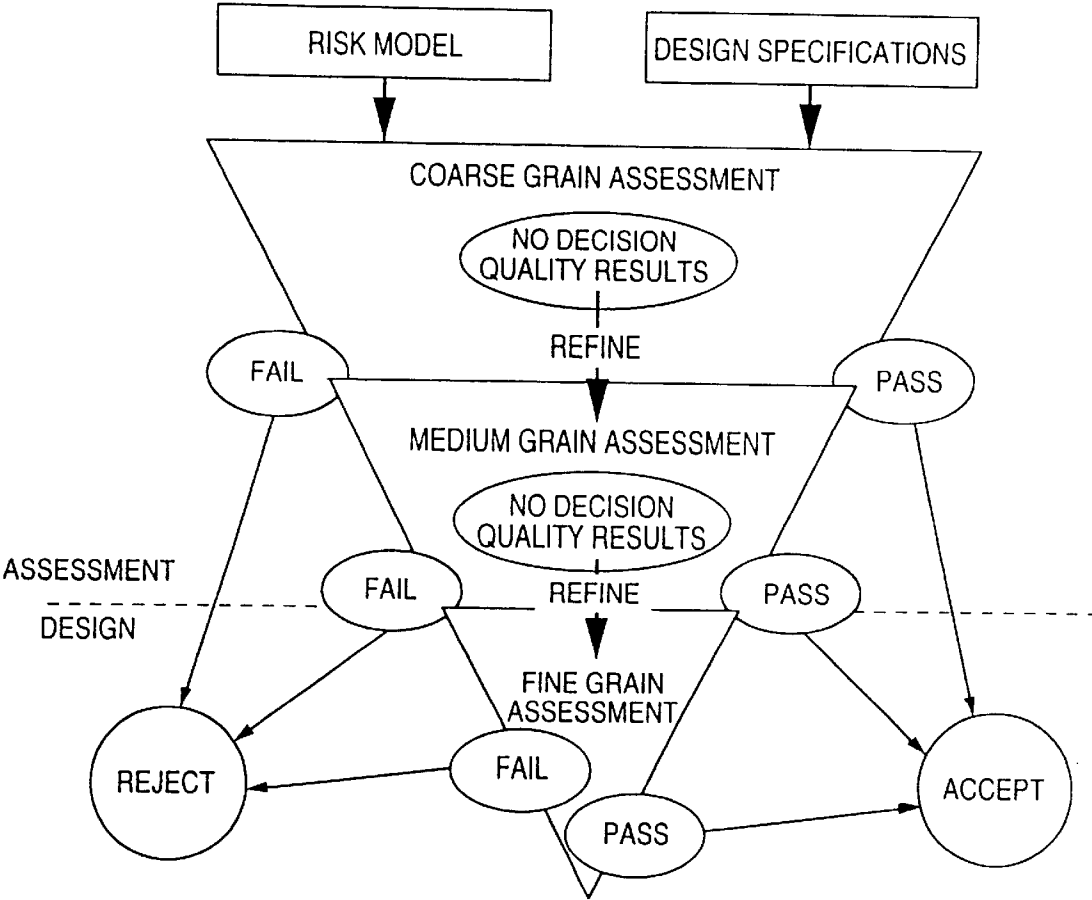 RISK MODEL
DESIGN SPECIFICATIONS
COARSE GRAIN ASSESSMENT
NO DECISION
QUALITY RESULTS
REFINE
FAIL
PASS
MEDIUM GRAIN ASSESSMENT
NO DECISION
QUALITY RESULTS
ASSESSMENT
FAIL
REFINE
PASS
DESIGN
FINE GRAIN
ASSESSMENT
FAIL
REJECT
ACCEPT
PASS